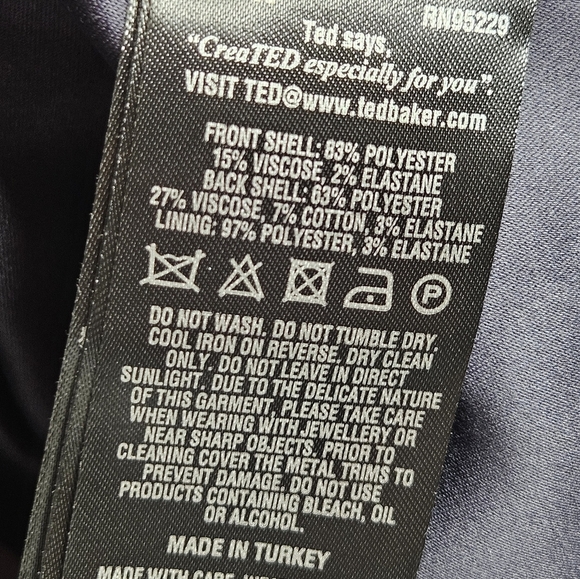 RN95229
Ted says,
"CreaTED especially for you".
VISIT TED@www.tedbaker.com
FRONT SHELL: 83% POLYESTER
15% VISCOSE, 2% ELASTANE
BACK SHELL: 63% POLYESTER
27% VISCOSE, 7% COTTON, 3% ELASTANE
LINING: 97% POLYESTER, 3% ELASTANE
P
DO NOT WASH. DO NOT TUMBLE DRY.
COOL IRON ON REVERSE. DRY CLEAN
ONLY. DO NOT LEAVE IN DIRECT
SUNLIGHT. DUE TO THE DELICATE NATURE
OF THIS GARMENT, PLEASE TAKE CARE
WHEN WEARING WITH JEWELLERY OR
NEAR SHARP OBJECTS. PRIOR TO
CLEANING COVER THE METAL TRIMS TO
PREVENT DAMAGE. DO NOT USE
PRODUCTS CONTAINING BLEACH, OIL
OR ALCOHOL.
MADE IN TURKEY
MADE WITH CARE,